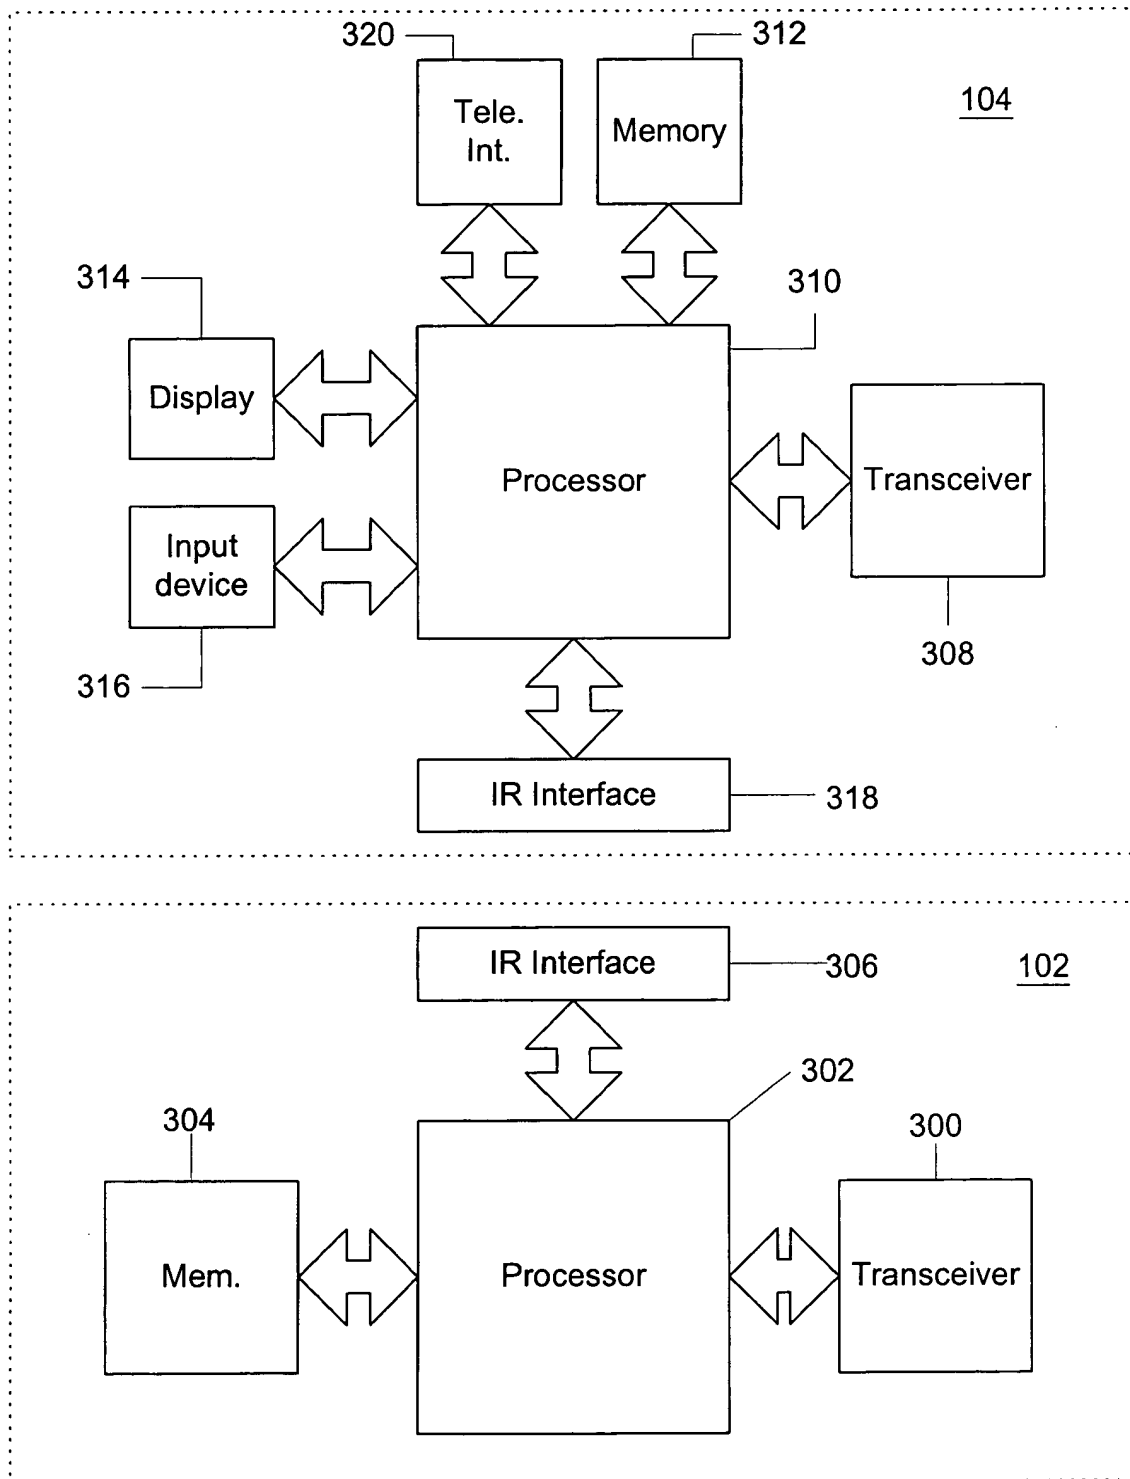 320
312
104
Tele.
Int.
Memory
314
310
Display
Processor
Transceiver
Input
device
308
316
IR Interface
318
IR Interface
306
102
302
304
300
Mem.
Processor
Transceiver